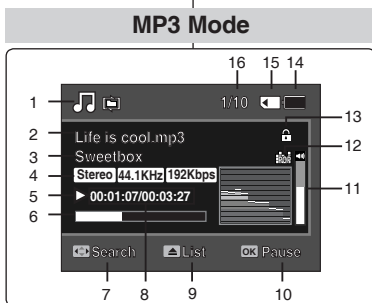 MP3 Mode
16 15 14
1 1/10
13
2 Life is cool.mp3
12
3 Sweetbox
4 Stereo 44.1KHz 192Kbps
11
5 00:01:07/00:03:27
6
Search List OK Pause
7 8 9 10